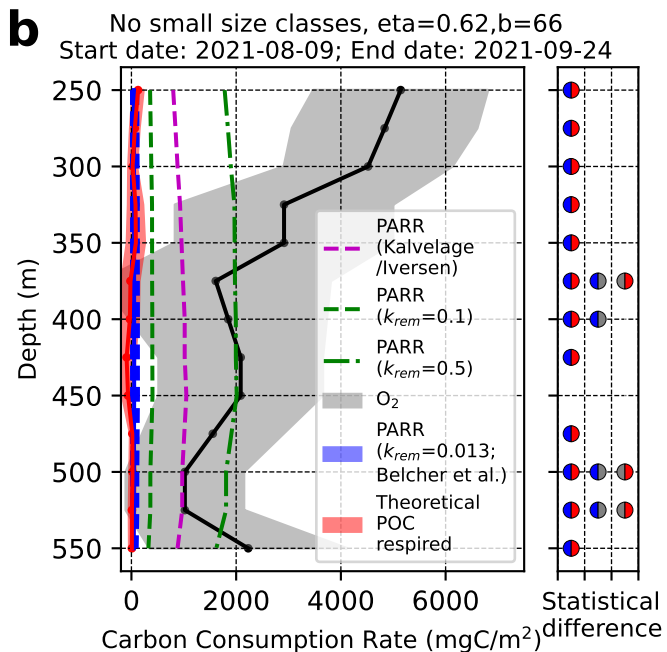 b
No small size classes, eta=0.62,b=66
Start date: 2021-08-09; End date: 2021-09-24
250
300
350
400
450
500
550
Depth (m)
PARR
(Kalvelage
/Iversen)
PARR
(k_rem=0.1)
PARR
(k_rem=0.5)
O₂
PARR
(k_rem=0.013;
Belcher et al.)
Theoretical
POC
respired
0 2000 4000 6000
Carbon Consumption Rate (mgC/m²)
Statistical
difference